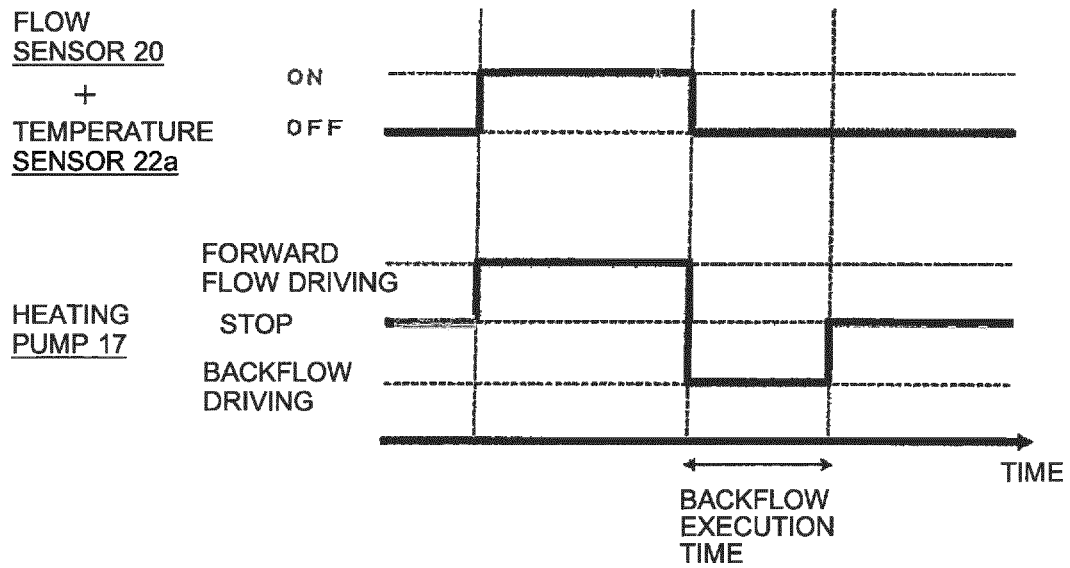 FLOW
SENSOR 20
+
TEMPERATURE
SENSOR 22a
ON
OFF
FORWARD
FLOW DRIVING
HEATING
PUMP 17
STOP
BACKFLOW
DRIVING
TIME
BACKFLOW
EXECUTION
TIME